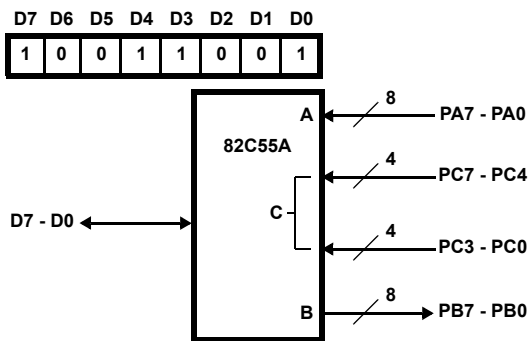 D7 D6 D5 D4 D3 D2 D1 D0
1 0 0 1 1 0 0 1
8
A PA7 - PA0
82C55A
4
PC7 - PC4
C
D7 - D0
4
PC3 - PC0
8
B PB7 - PB0